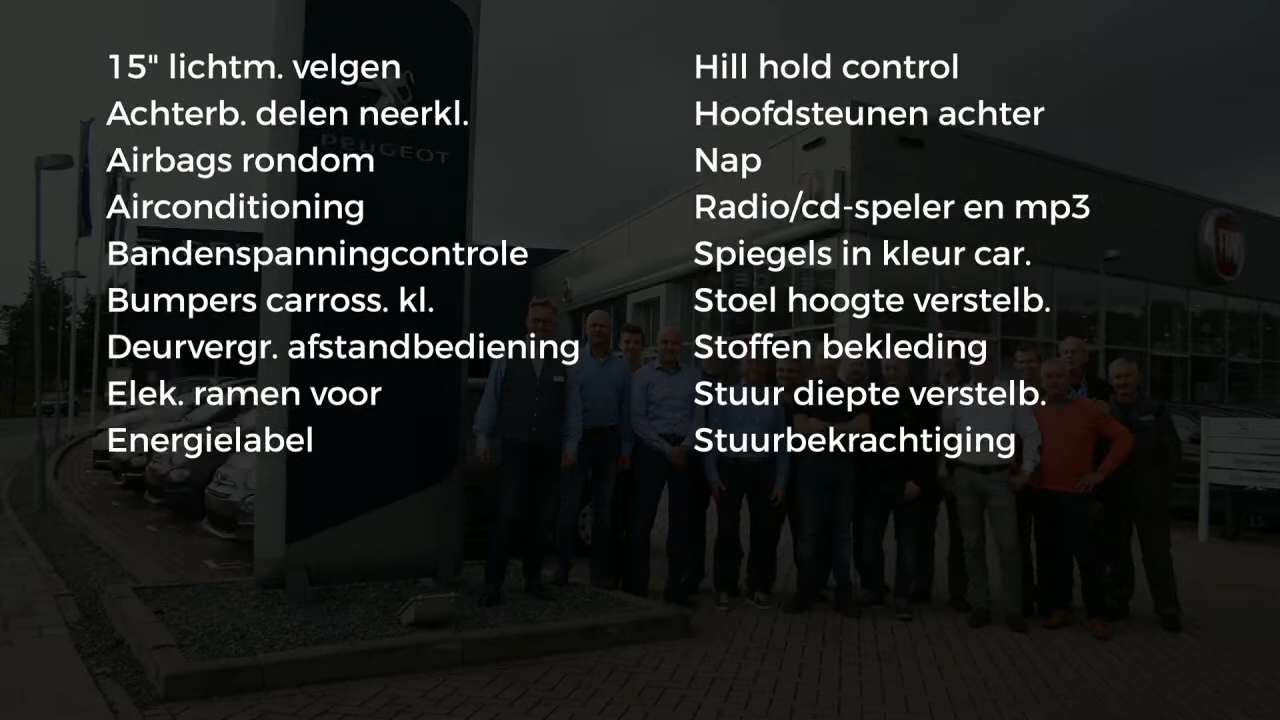 15" lichtm. velgen
Achterb. delen neerkl.
Airbags rondom
Airconditioning
Bandenspanningcontrole
Bumpers carross. kl.
Deurvergr. afstandbediening
Elek. ramen voor
Energielabel
Hill hold control
Hoofdsteunen achter
Nap
Radio/cd-speler en mp3
Spiegels in kleur car.
Stoel hoogte verstelb.
Stoffen bekleding
Stuur diepte verstelb.
Stuurbekrachtiging
PEUGEOT
FIAT